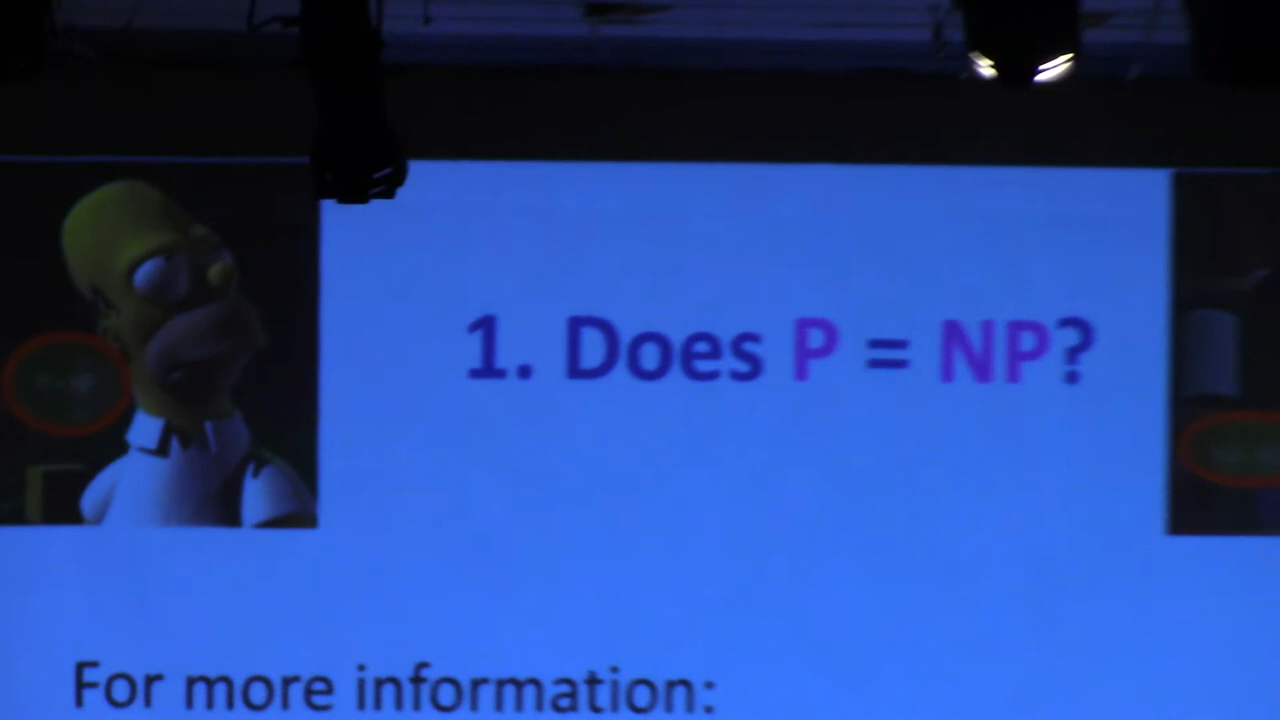 1. Does P = NP?
For more information: